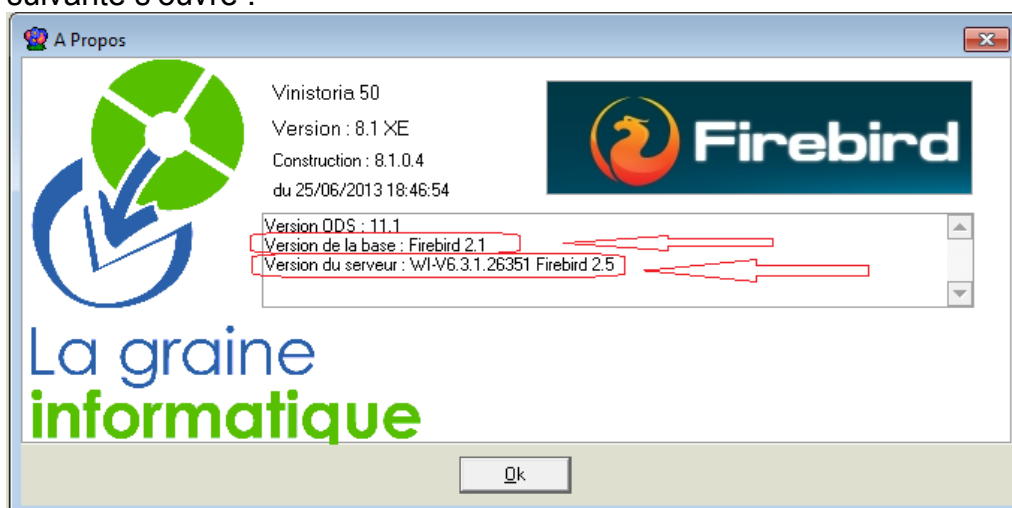 suivante s'ouvre :
A Propos
Vinistoria 50
Version : 8.1 XE
Construction : 8.1.0.4
du 25/06/2013 18:46:54
Firebird
Version ODS : 11.1
Version de la base : Firebird 2.1
Version du serveur : WI-V6.3.1.26351 Firebird 2.5
La graine
informatique
Ok